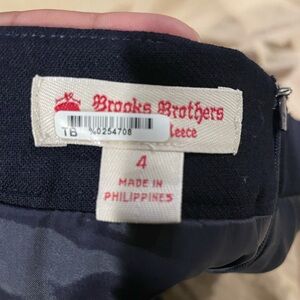 Brooks Brothers
TB %0254708
leece
4
MADE IN
PHILIPPINES